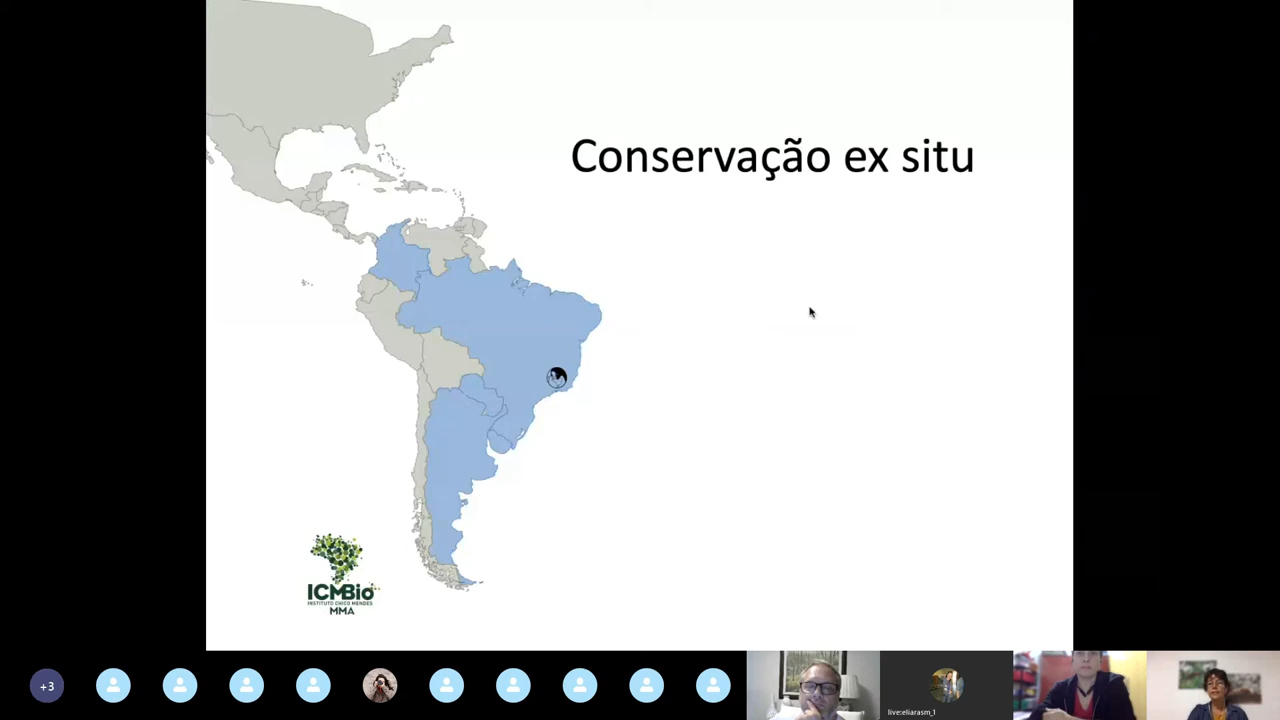 Conservação ex situ
ICMBio
INSTITUTO CHICO MENDES
MMA
+3
live:eliarasm_1